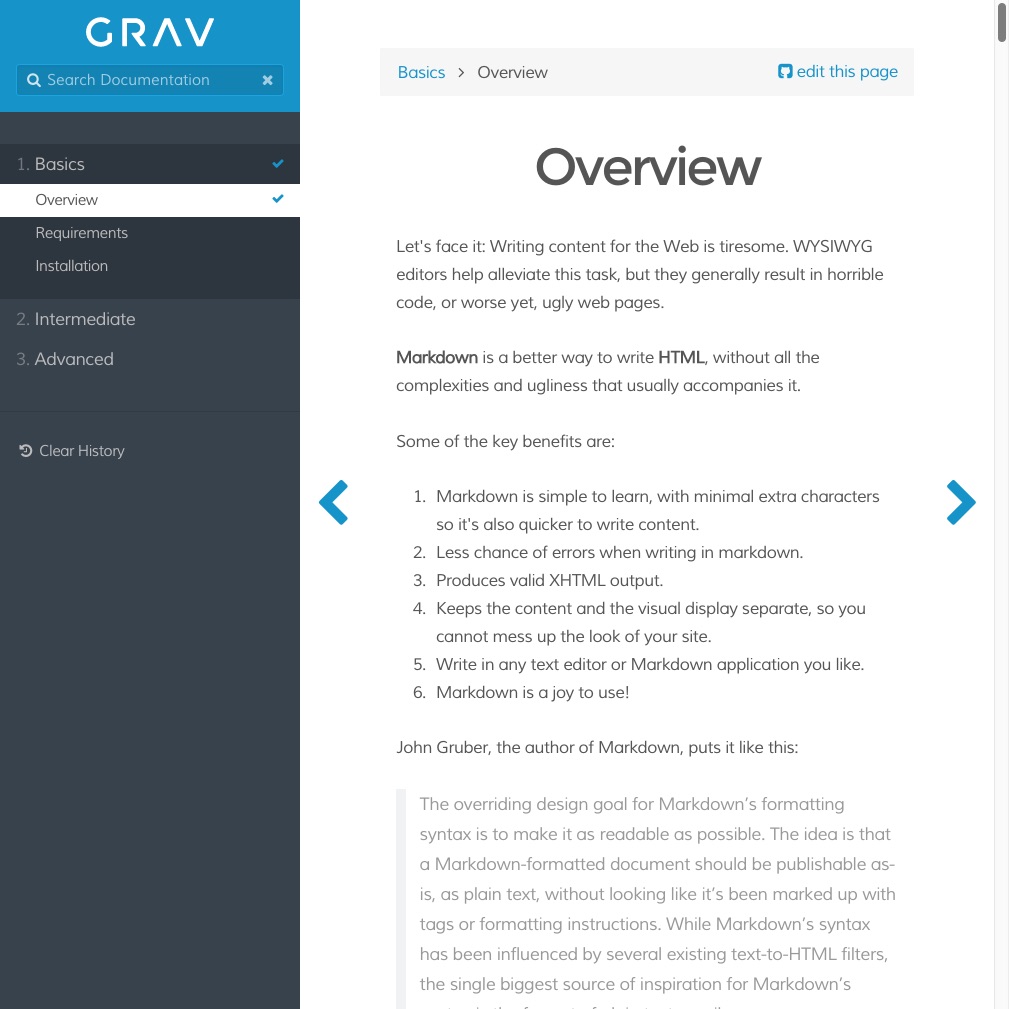 GRAV
Search Documentation
1. Basics
Overview
Requirements
Installation
2. Intermediate
3. Advanced
Clear History
Basics > Overview
edit this page
Overview
Let's face it: Writing content for the Web is tiresome. WYSIWYG
editors help alleviate this task, but they generally result in horrible
code, or worse yet, ugly web pages.
Markdown is a better way to write HTML, without all the
complexities and ugliness that usually accompanies it.
Some of the key benefits are:
1. Markdown is simple to learn, with minimal extra characters
so it's also quicker to write content.
2. Less chance of errors when writing in markdown.
3. Produces valid XHTML output.
4. Keeps the content and the visual display separate, so you
cannot mess up the look of your site.
5. Write in any text editor or Markdown application you like.
6. Markdown is a joy to use!
John Gruber, the author of Markdown, puts it like this:
The overriding design goal for Markdown’s formatting
syntax is to make it as readable as possible. The idea is that
a Markdown-formatted document should be publishable as-
is, as plain text, without looking like it’s been marked up with
tags or formatting instructions. While Markdown’s syntax
has been influenced by several existing text-to-HTML filters,
the single biggest source of inspiration for Markdown’s